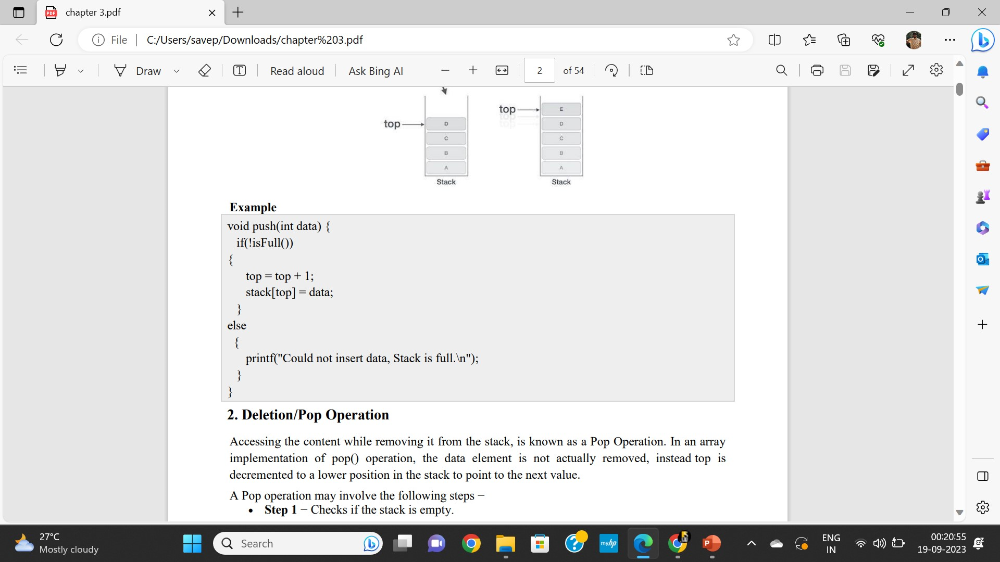 chapter 3.pdf
File
C:/Users/savep/Downloads/chapter%203.pdf
Draw
Read aloud
Ask Bing AI
2
of 54
top
D
C
B
A
Stack
top
E
D
C
B
A
Stack
Example
void push(int data) {
if(!isFull())
{
top = top + 1;
stack[top] = data;
}
else
{
printf("Could not insert data, Stack is full.\n");
}
}
2. Deletion/Pop Operation
Accessing the content while removing it from the stack, is known as a Pop Operation. In an array
implementation of pop() operation, the data element is not actually removed, instead top is
decremented to a lower position in the stack to point to the next value.
A Pop operation may involve the following steps −
• Step 1 − Checks if the stack is empty.
27°C
Mostly cloudy
Search
myhp
ENG
IN
00:20:55
19-09-2023